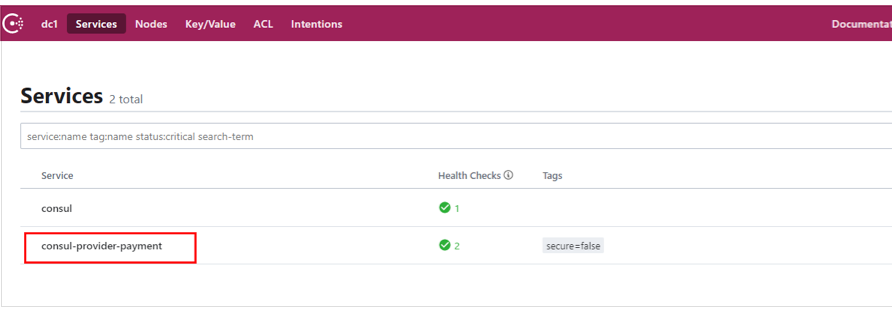 dc1 Services Nodes Key/Value ACL Intentions Documentat
Services 2 total
service:name tag:name status:critical search-term
Service Health Checks Tags
consul 1
consul-provider-payment 2 secure=false